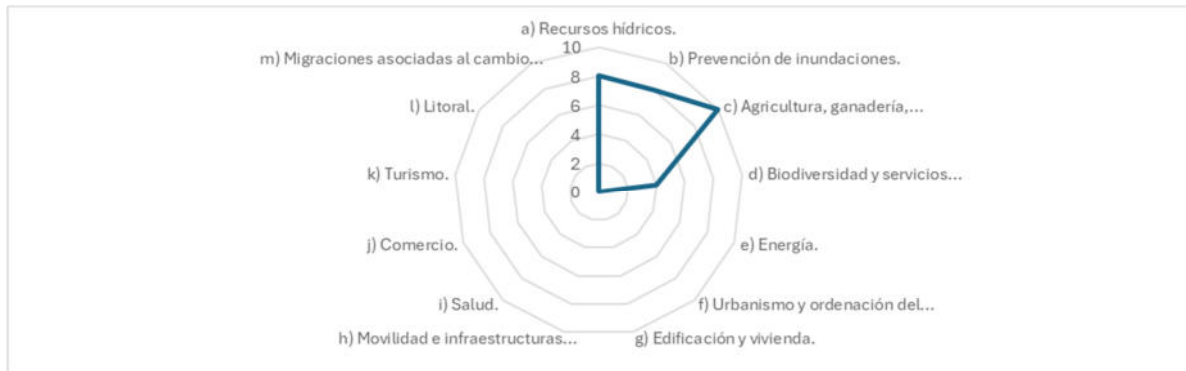 a) Recursos hídricos.
10
m) Migraciones asociadas al cambio...
b) Prevención de inundaciones.
8
l) Litoral.
6
c) Agricultura, ganadería,...
4
k) Turismo.
2
d) Biodiversidad y servicios...
0
j) Comercio.
e) Energía.
i) Salud.
f) Urbanismo y ordenación del...
h) Movilidad e infraestructuras...
g) Edificación y vivienda.